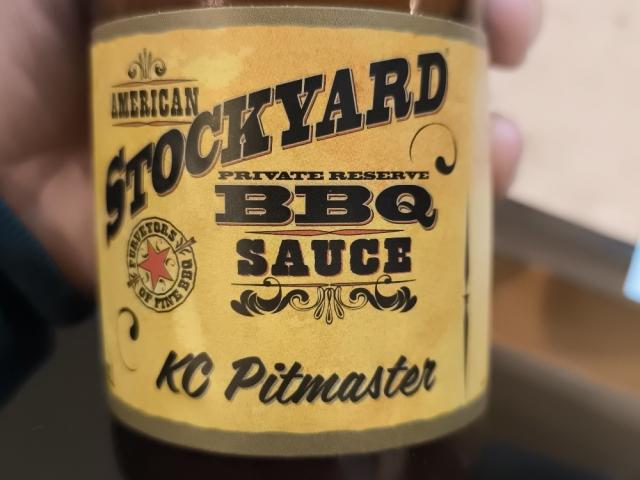 AMERICAN
STOCKYARD
PRIVATE RESERVE
BBQ
SAUCE
PURVEYORS
OF FINE BBQ
KC Pitmaster